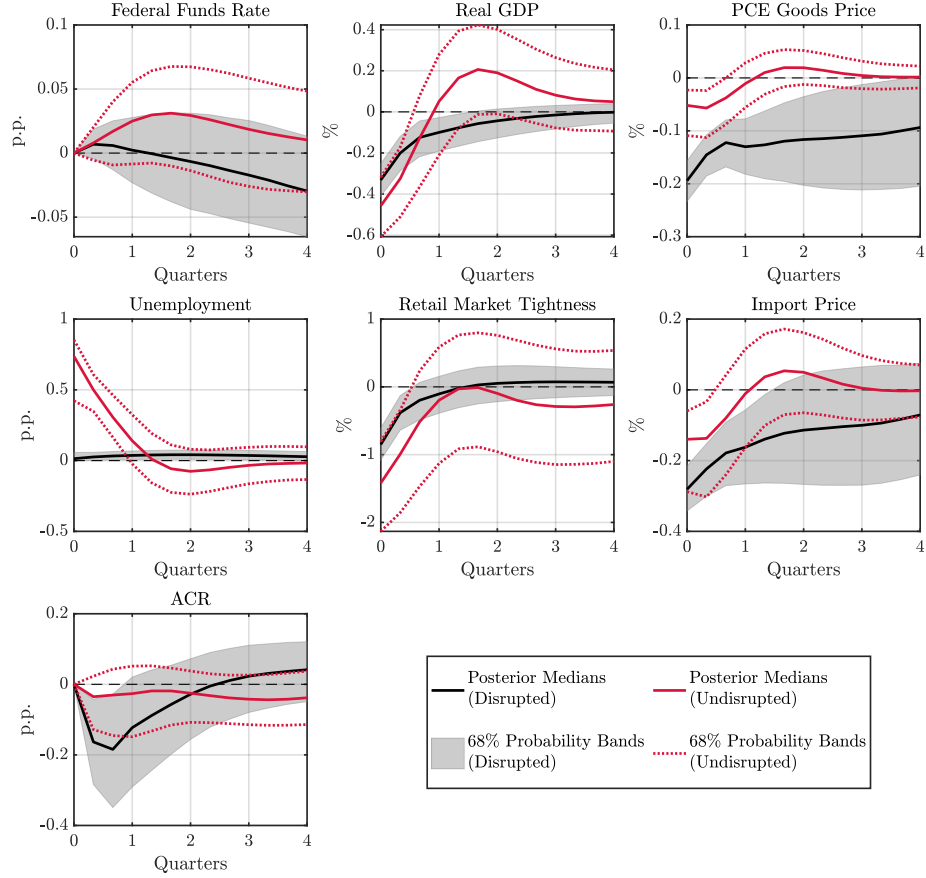 Federal Funds Rate
0.1
0.05
0
-0.05
p.p.
0 1 2 3 4
Quarters
Real GDP
0.4
0.2
0
-0.2
-0.4
-0.6
%
0 1 2 3 4
Quarters
PCE Goods Price
0.1
0
-0.1
-0.2
-0.3
%
0 1 2 3 4
Quarters
Unemployment
1
0.5
0
-0.5
p.p.
0 1 2 3 4
Quarters
Retail Market Tightness
1
0
-1
-2
%
0 1 2 3 4
Quarters
Import Price
0.2
0
-0.2
-0.4
%
0 1 2 3 4
Quarters
ACR
0.2
0
-0.2
-0.4
p.p.
0 1 2 3 4
Quarters
Posterior Medians
(Disrupted)
Posterior Medians
(Undisrupted)
68% Probability Bands
(Disrupted)
68% Probability Bands
(Undisrupted)